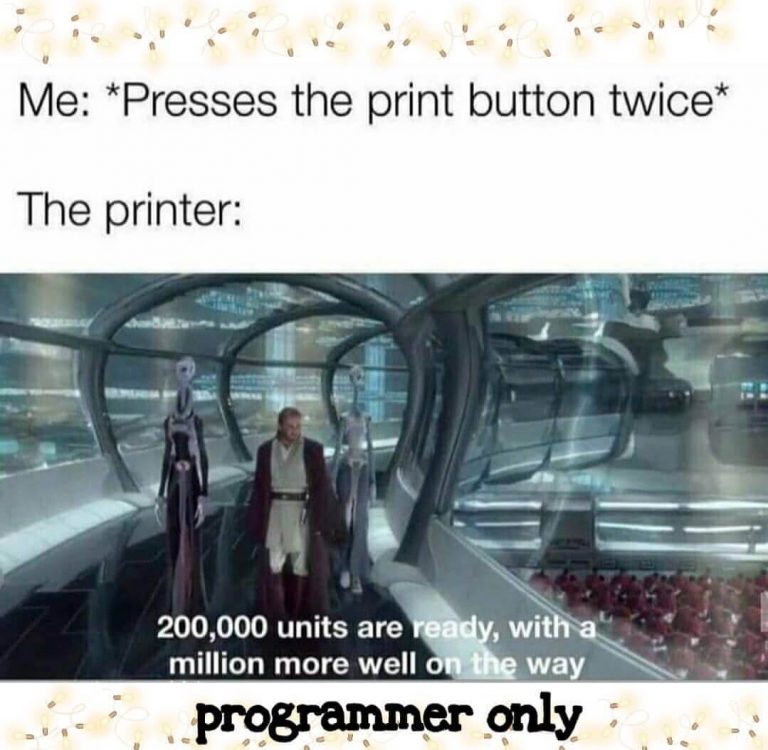 Me: *Presses the print button twice*
The printer:
200,000 units are ready, with a
million more well on the way
programmer only